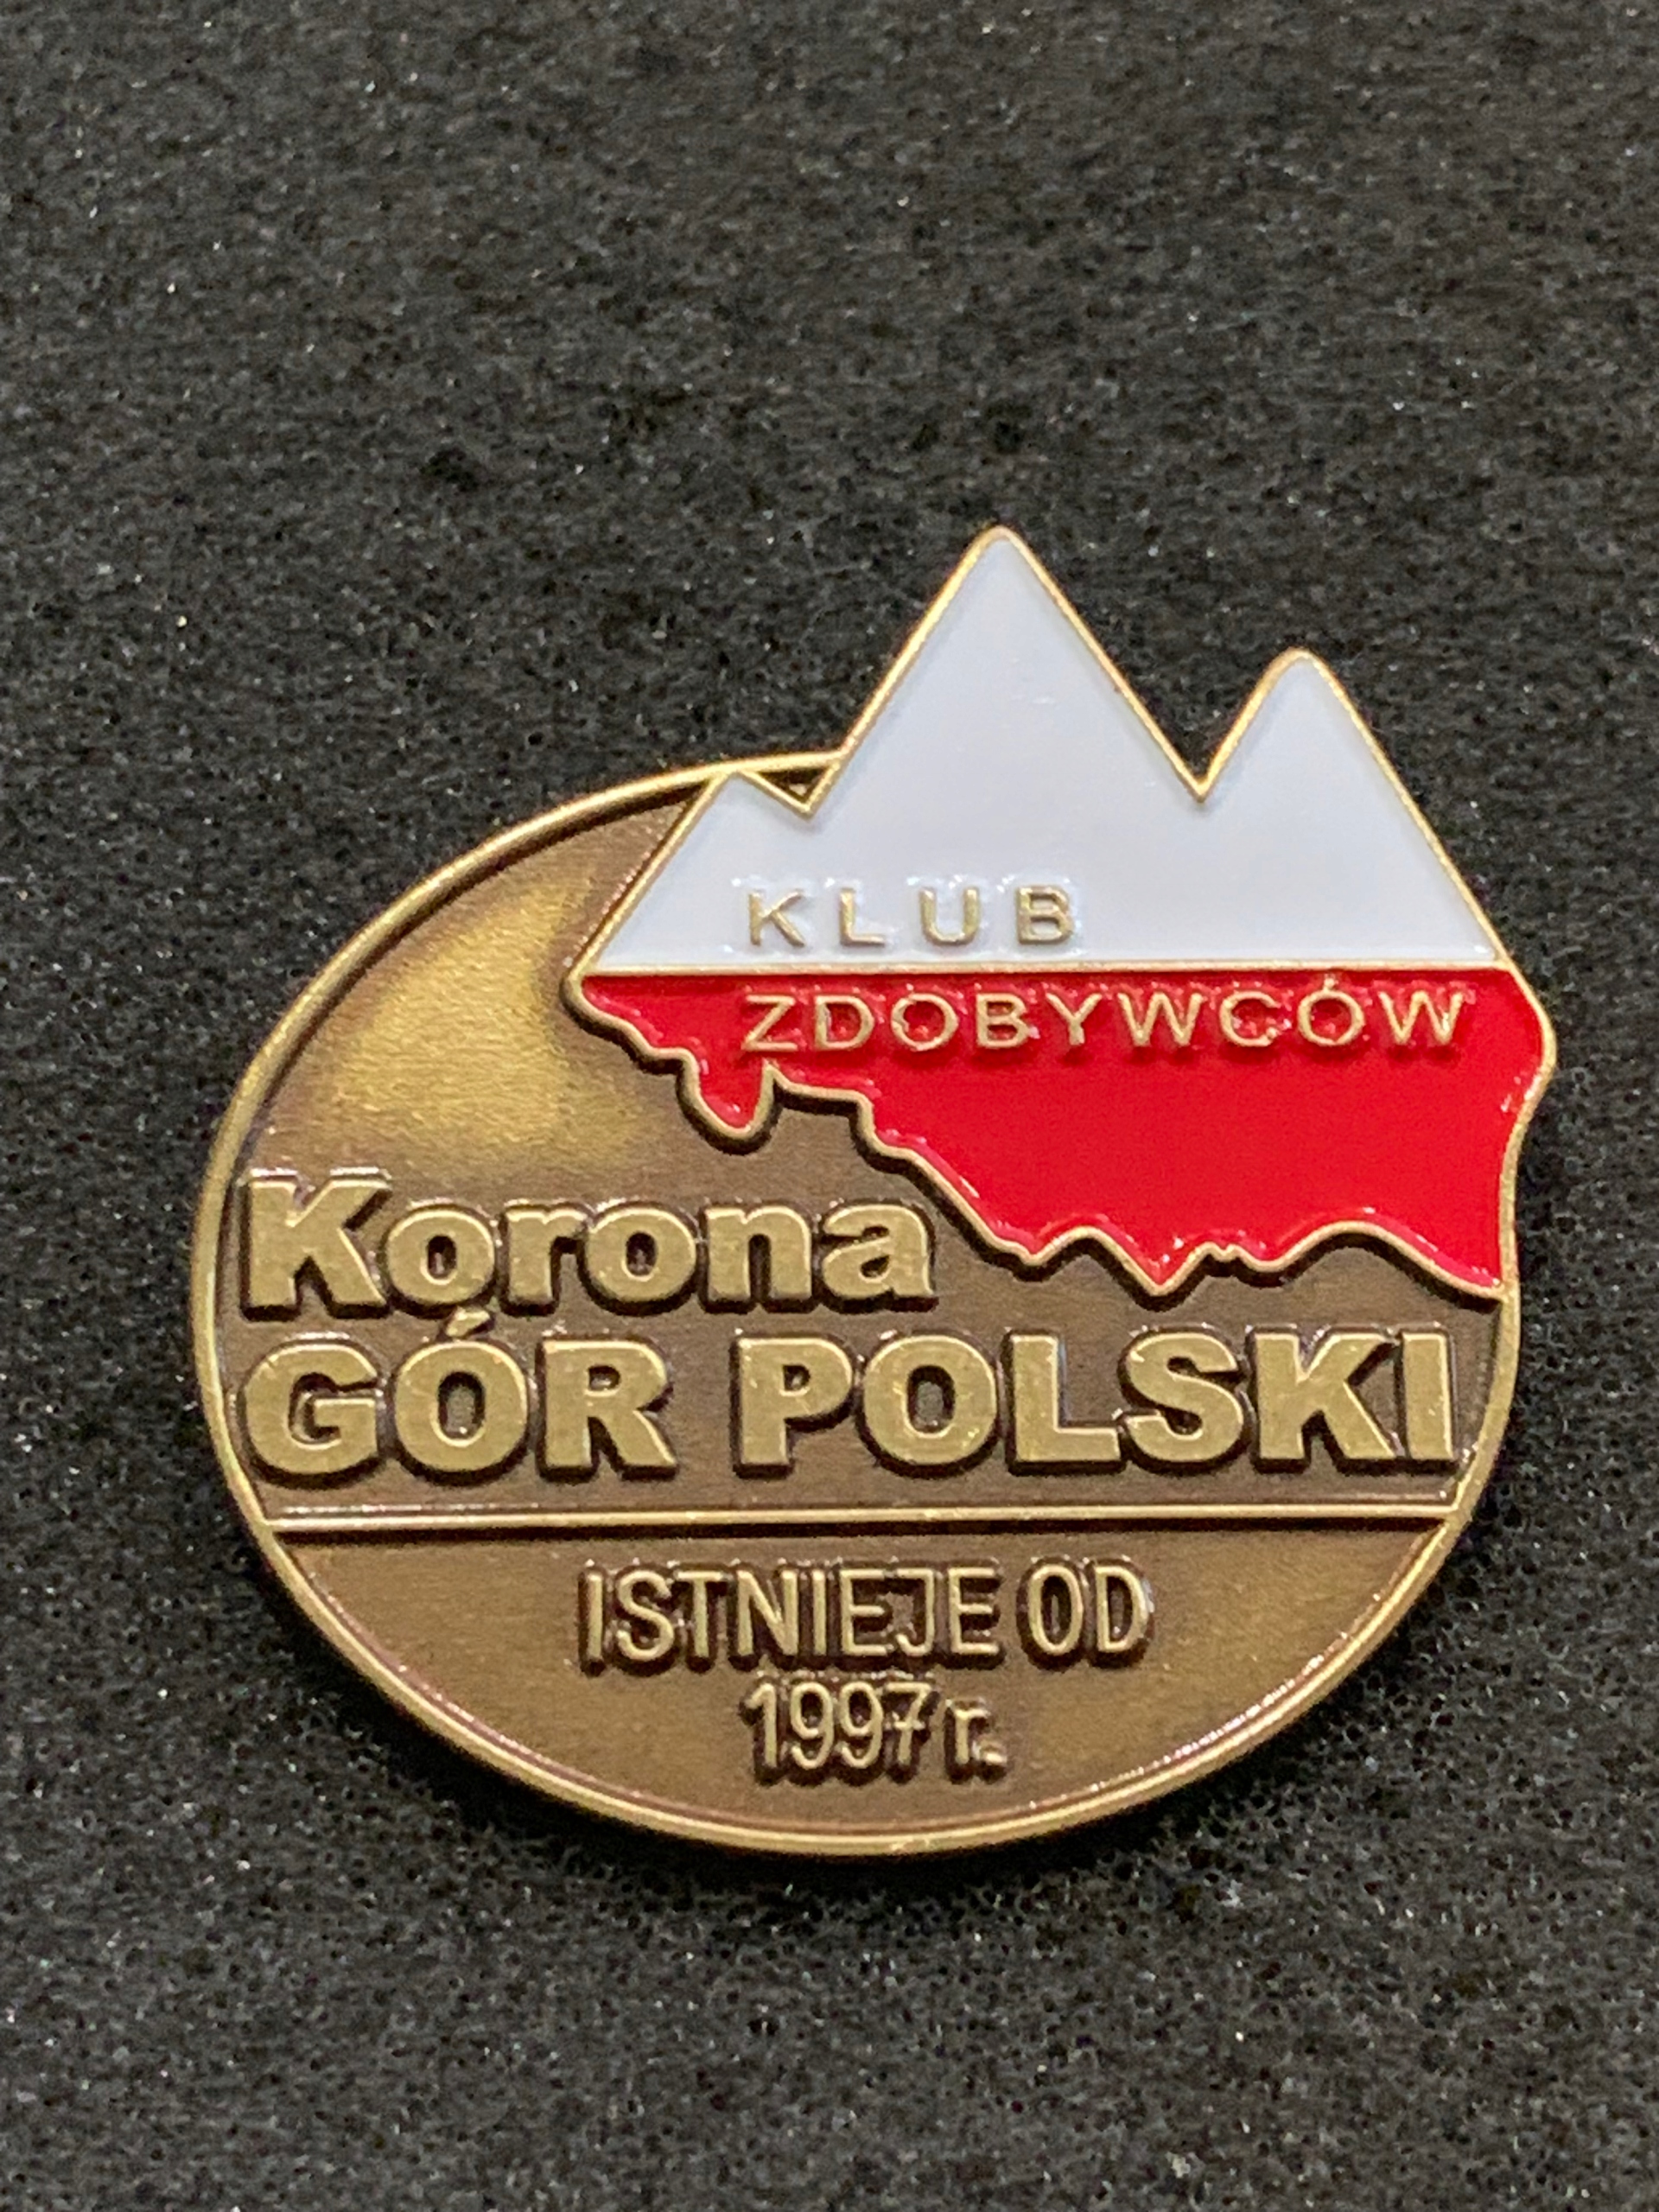 KLUB
ZDOBYWCÓW
Korona
GÓR POLSKI
ISTNIEJE OD
1997 r.